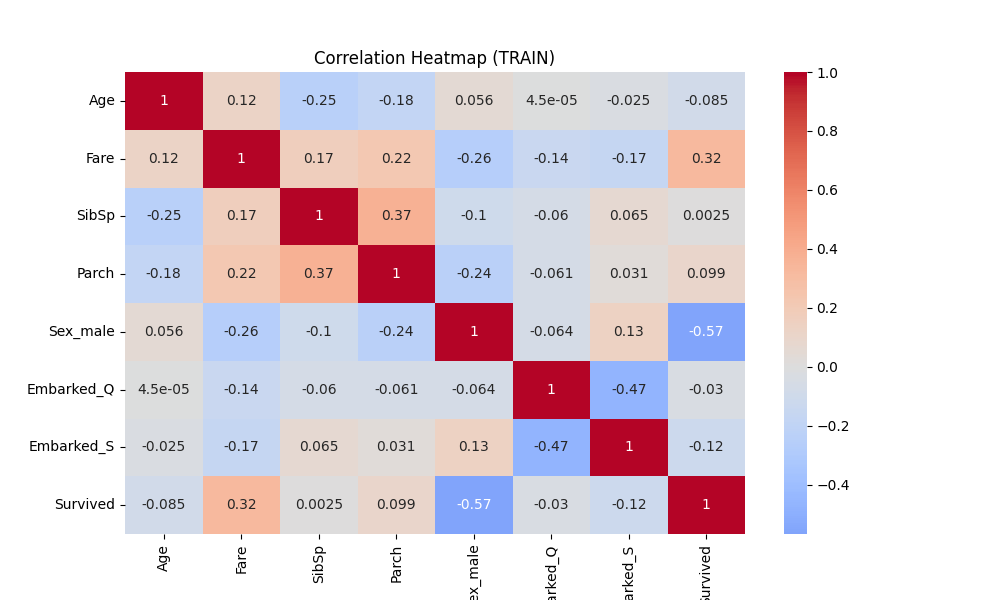 Correlation Heatmap (TRAIN)
Age 1 0.12 -0.25 -0.18 0.056 4.5e-05 -0.025 -0.085
Fare 0.12 1 0.17 0.22 -0.26 -0.14 -0.17 0.32
SibSp -0.25 0.17 1 0.37 -0.1 -0.06 0.065 0.0025
Parch -0.18 0.22 0.37 1 -0.24 -0.061 0.031 0.099
Sex_male 0.056 -0.26 -0.1 -0.24 1 -0.064 0.13 -0.57
Embarked_Q 4.5e-05 -0.14 -0.06 -0.061 -0.064 1 -0.47 -0.03
Embarked_S -0.025 -0.17 0.065 0.031 0.13 -0.47 1 -0.12
Survived -0.085 0.32 0.0025 0.099 -0.57 -0.03 -0.12 1
Age
Fare
SibSp
Parch
ex_male
arked_Q
arked_S
urvived
1.0
0.8
0.6
0.4
0.2
0.0
−0.2
−0.4